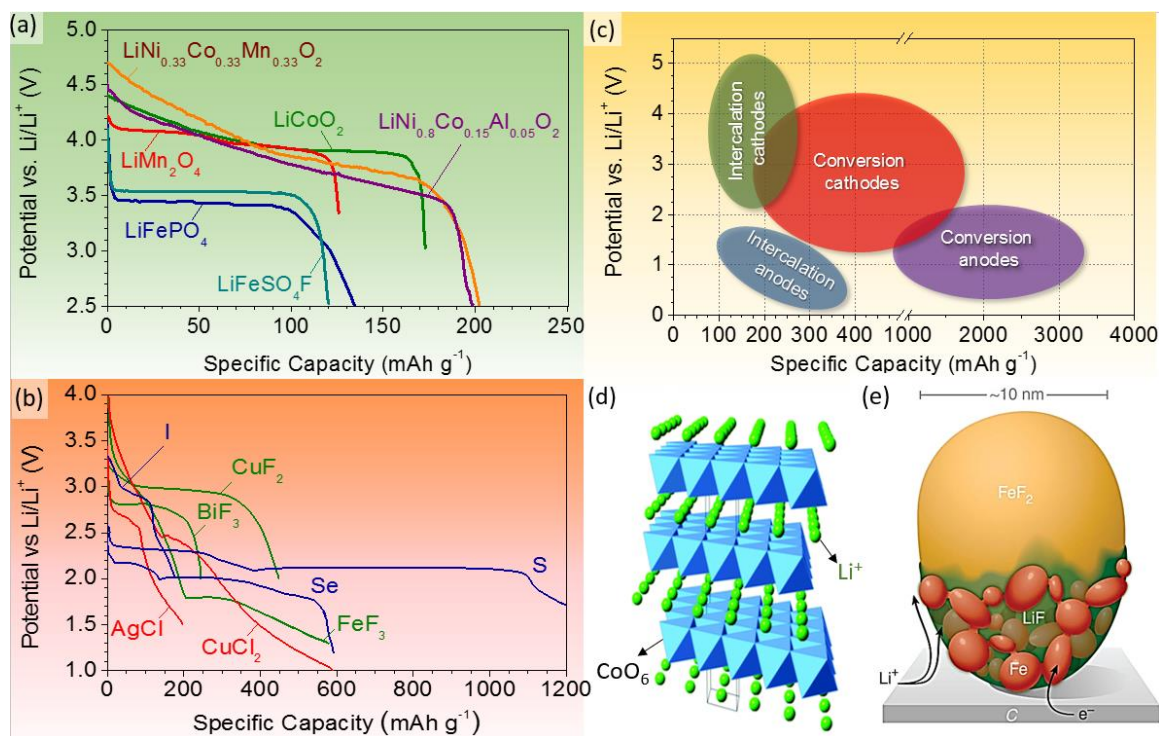 (a)
5.0
4.5
4.0
3.5
3.0
2.5
Potential vs. Li/Li⁺ (V)
LiNi₀.₃₃Co₀.₃₃Mn₀.₃₃O₂
LiCoO₂
LiNi₀.₈Co₀.₁₅Al₀.₀₅O₂
LiMn₂O₄
LiFePO₄
LiFeSO₄F
0 50 100 150 200 250
Specific Capacity (mAh g⁻¹)
(c)
5
4
3
2
1
0
Potential vs. Li/Li⁺ (V)
Intercalation
cathodes
Conversion
cathodes
Intercalation
anodes
Conversion
anodes
0 100 200 300 400 1000 2000 3000 4000
Specific Capacity (mAh g⁻¹)
(b)
4.0
3.5
3.0
2.5
2.0
1.5
1.0
Potential vs Li/Li⁺ (V)
I
CuF₂
BiF₃
S
Se
AgCl
CuCl₂
FeF₃
0 200 400 600 800 1000 1200
Specific Capacity (mAh g⁻¹)
(d)
Li⁺
CoO₆
(e)
~10 nm
FeF₂
LiF
Fe
Li⁺
C
e⁻